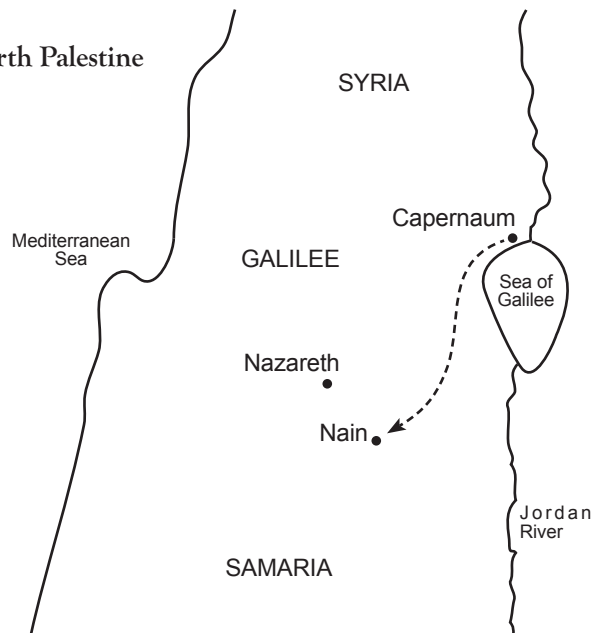 rth Palestine
SYRIA
Capernaum
Mediterranean
Sea
GALILEE
Sea of
Galilee
Nazareth
Nain
Jordan
River
SAMARIA